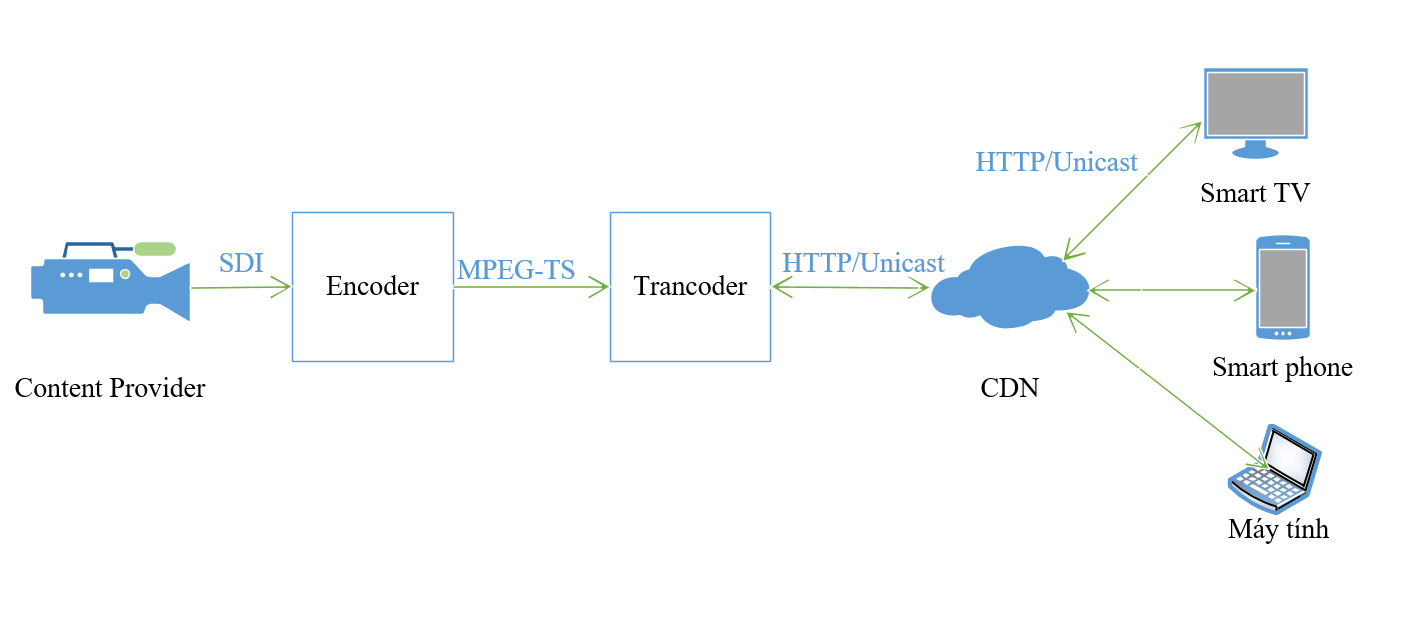 HTTP/Unicast
Smart TV
SDI
MPEG-TS
HTTP/Unicast
Encoder
Trancoder
Content Provider
CDN
Smart phone
Máy tính